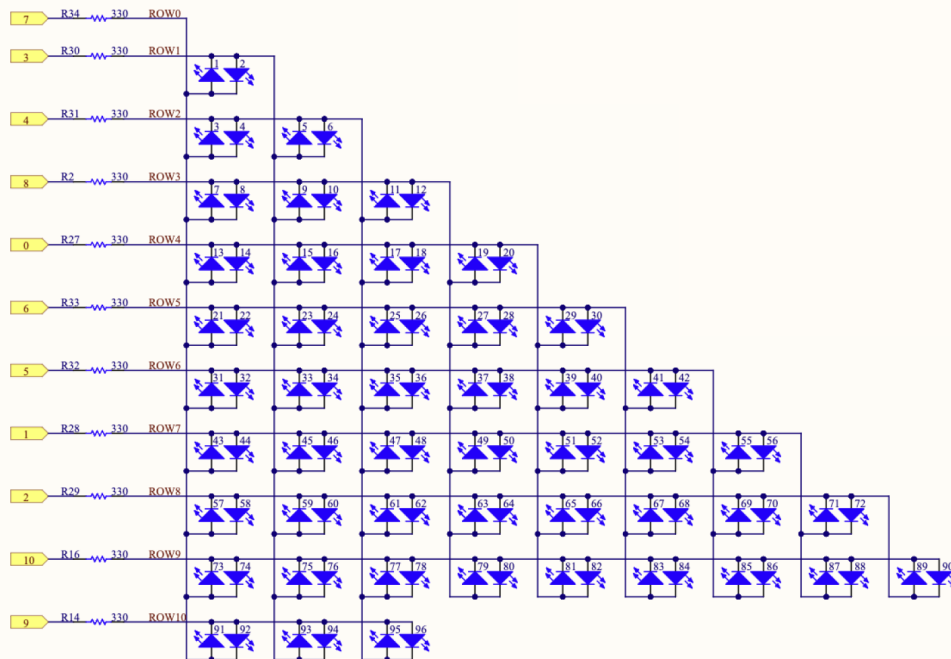 7 R34 330 ROW0
3 R30 330 ROW1
1 2
4 R31 330 ROW2
3 4 5 6
8 R2 330 ROW3
7 8 9 10 11 12
0 R27 330 ROW4
13 14 15 16 17 18 19 20
6 R33 330 ROW5
21 22 23 24 25 26 27 28 29 30
5 R32 330 ROW6
31 32 33 34 35 36 37 38 39 40 41 42
1 R28 330 ROW7
43 44 45 46 47 48 49 50 51 52 53 54 55 56
2 R29 330 ROW8
57 58 59 60 61 62 63 64 65 66 67 68 69 70 71 72
10 R16 330 ROW9
73 74 75 76 77 78 79 80 81 82 83 84 85 86 87 88 89 90
9 R14 330 ROW10
91 92 93 94 95 96